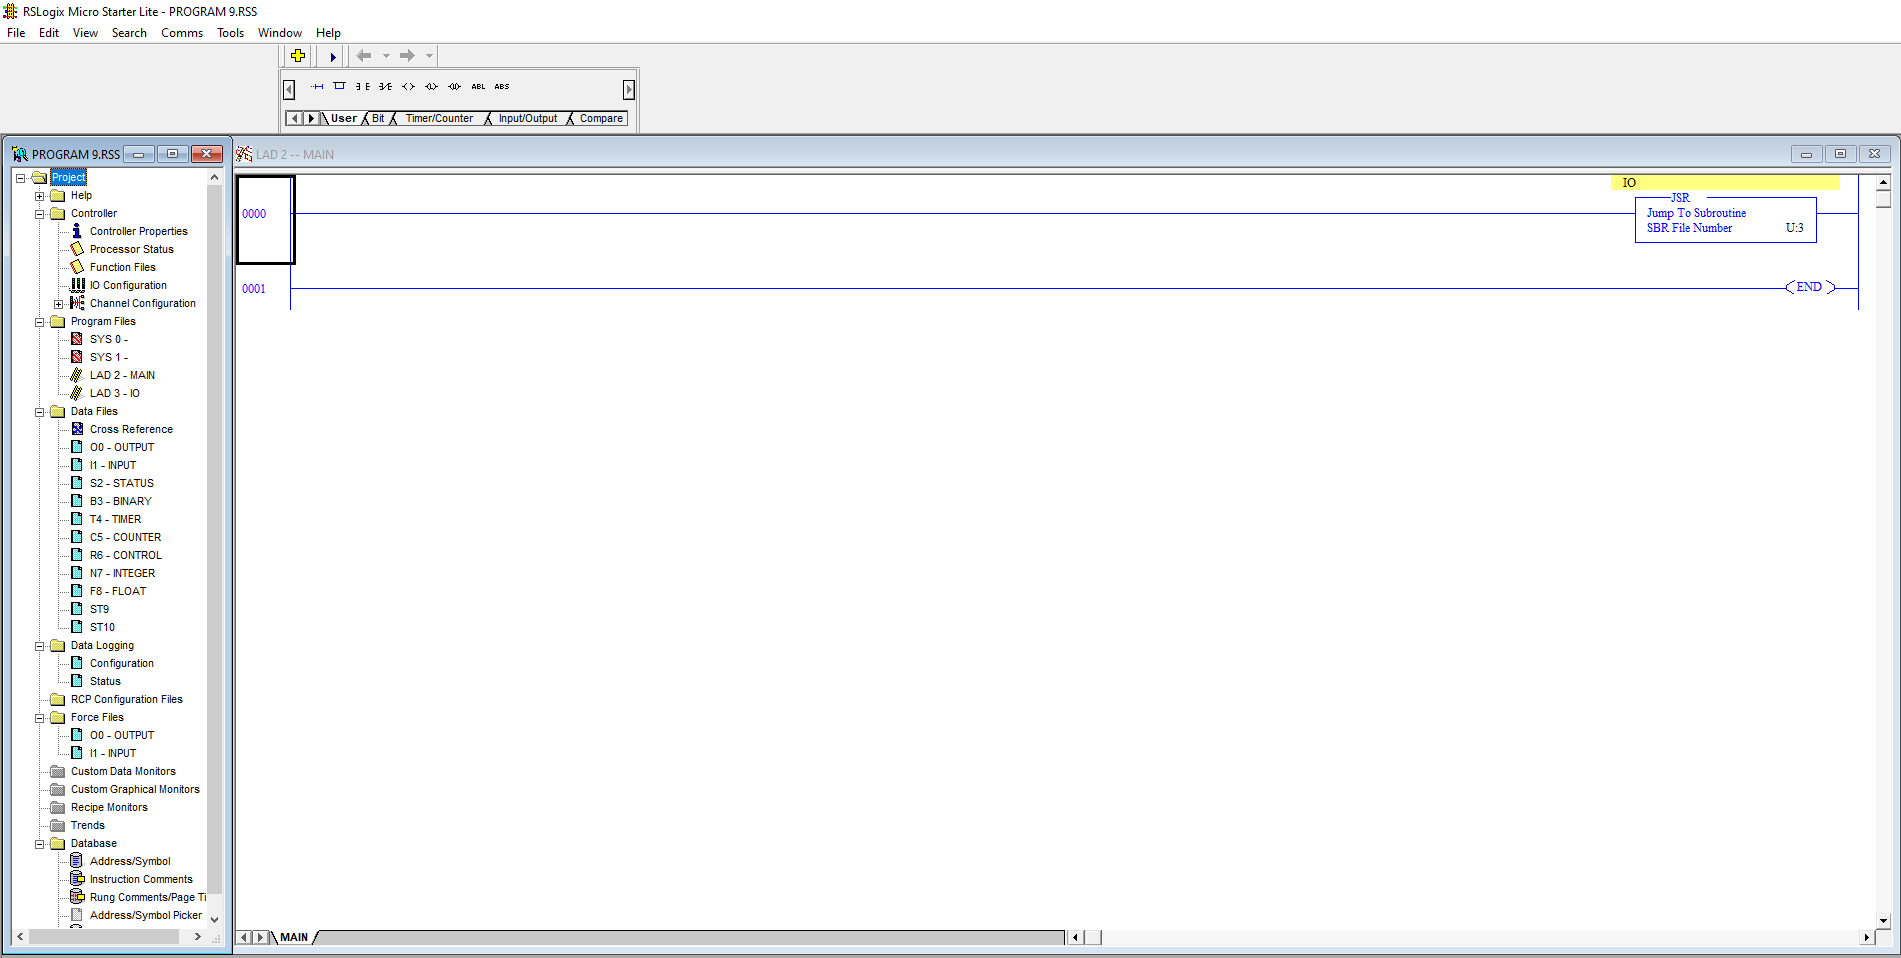 RSLogix Micro Starter Lite - PROGRAM 9.RSS
File Edit View Search Comms Tools Window Help
ABL ABS
User Bit Timer/Counter Input/Output Compare
PROGRAM 9.RSS
Project
Help
Controller
Controller Properties
Processor Status
Function Files
IO Configuration
Channel Configuration
Program Files
SYS 0 -
SYS 1 -
LAD 2 - MAIN
LAD 3 - IO
Data Files
Cross Reference
O0 - OUTPUT
I1 - INPUT
S2 - STATUS
B3 - BINARY
T4 - TIMER
C5 - COUNTER
R6 - CONTROL
N7 - INTEGER
F8 - FLOAT
ST9
ST10
Data Logging
Configuration
Status
RCP Configuration Files
Force Files
O0 - OUTPUT
I1 - INPUT
Custom Data Monitors
Custom Graphical Monitors
Recipe Monitors
Trends
Database
Address/Symbol
Instruction Comments
Rung Comments/Page Ti
Address/Symbol Picker
LAD 2 -- MAIN
IO
0000
JSR
Jump To Subroutine
SBR File Number U:3
0001
END
MAIN